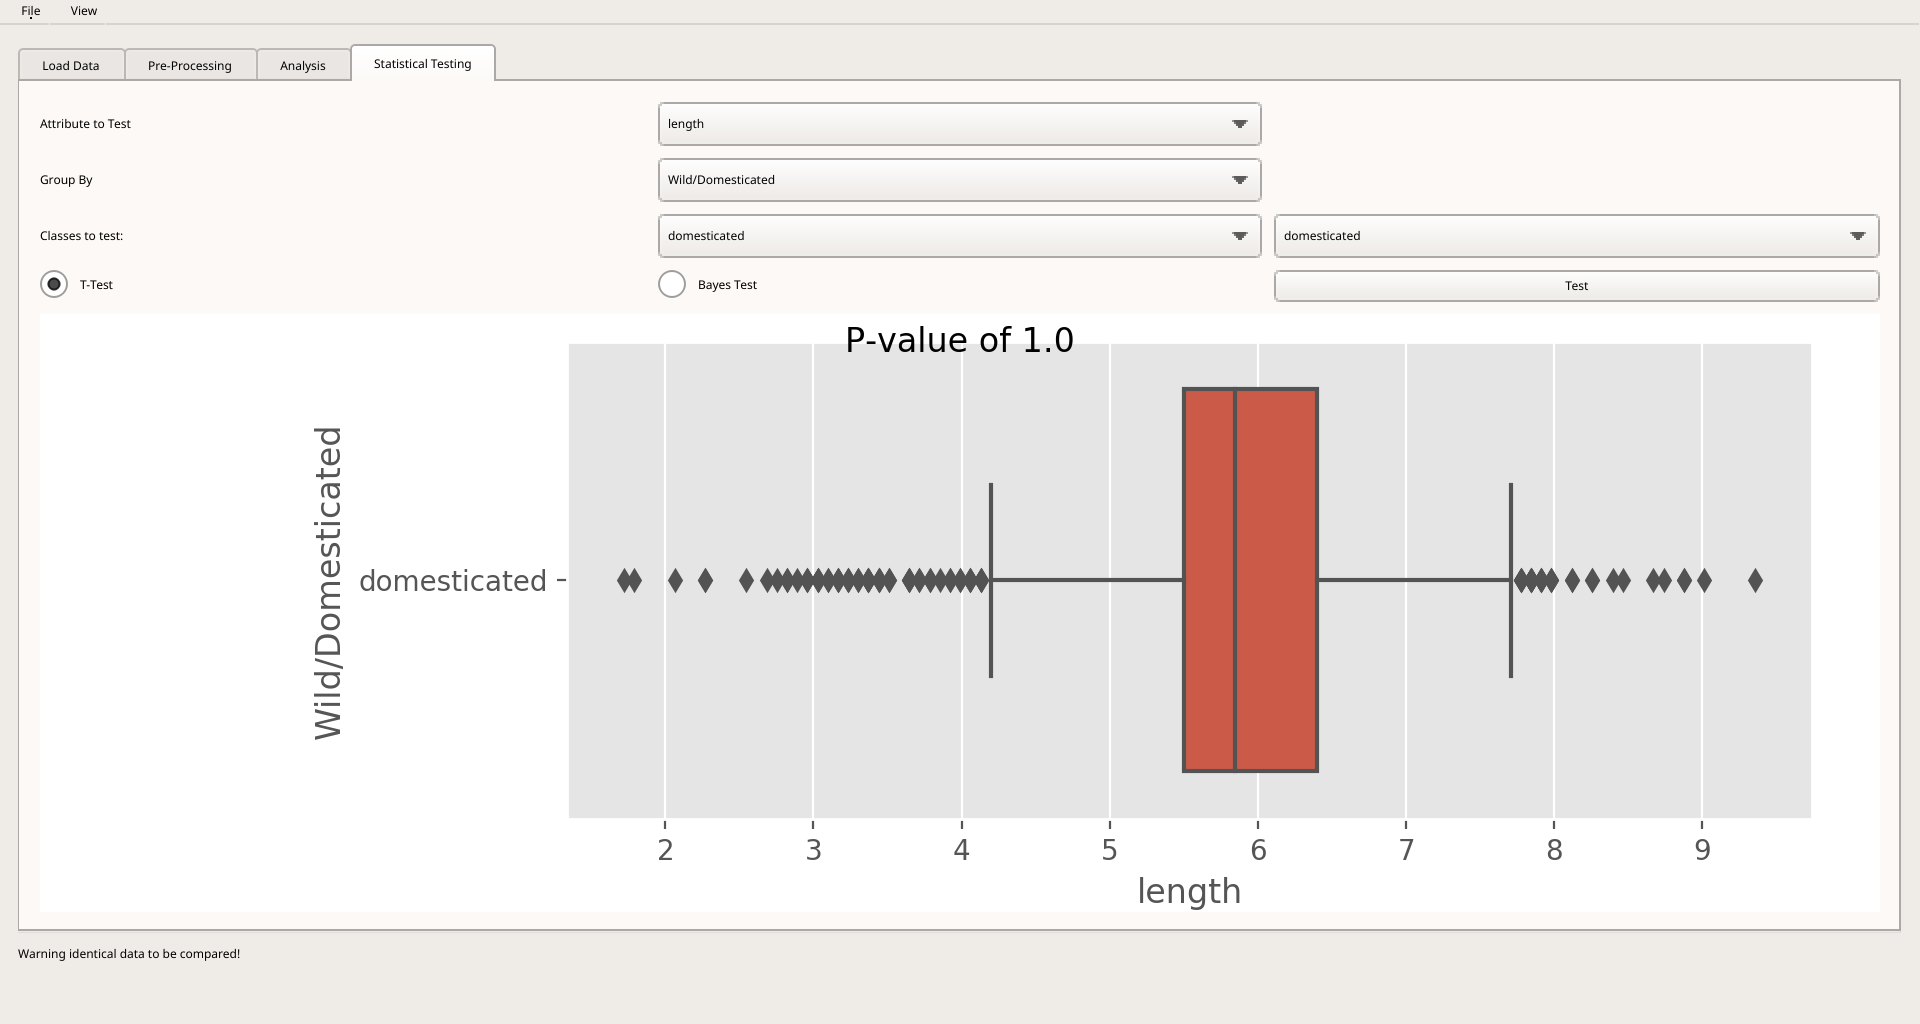 File View
Load Data Pre-Processing Analysis Statistical Testing
Attribute to Test length
Group By Wild/Domesticated
Classes to test: domesticated domesticated
T-Test Bayes Test Test
P-value of 1.0
Wild/Domesticated
domesticated
2 3 4 5 6 7 8 9
length
Warning identical data to be compared!